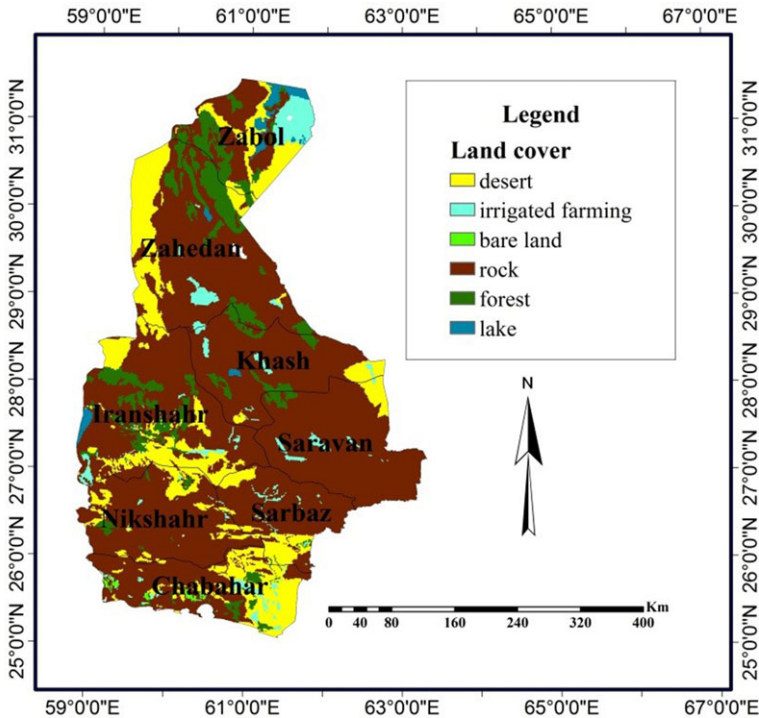 59°0'0"E 61°0'0"E 63°0'0"E 65°0'0"E 67°0'0"E
31°0'0"N
30°0'0"N
29°0'0"N
28°0'0"N
27°0'0"N
26°0'0"N
25°0'0"N
Zabol
Zahedan
Khash
Iranshahr
Saravan
Nikshahr
Sarbaz
Chabahar
Legend
Land cover
desert
irrigated farming
bare land
rock
forest
lake
N
Km
0 40 80 160 240 320 400
31°0'0"N
30°0'0"N
29°0'0"N
28°0'0"N
27°0'0"N
26°0'0"N
25°0'0"N
59°0'0"E 61°0'0"E 63°0'0"E 65°0'0"E 67°0'0"E